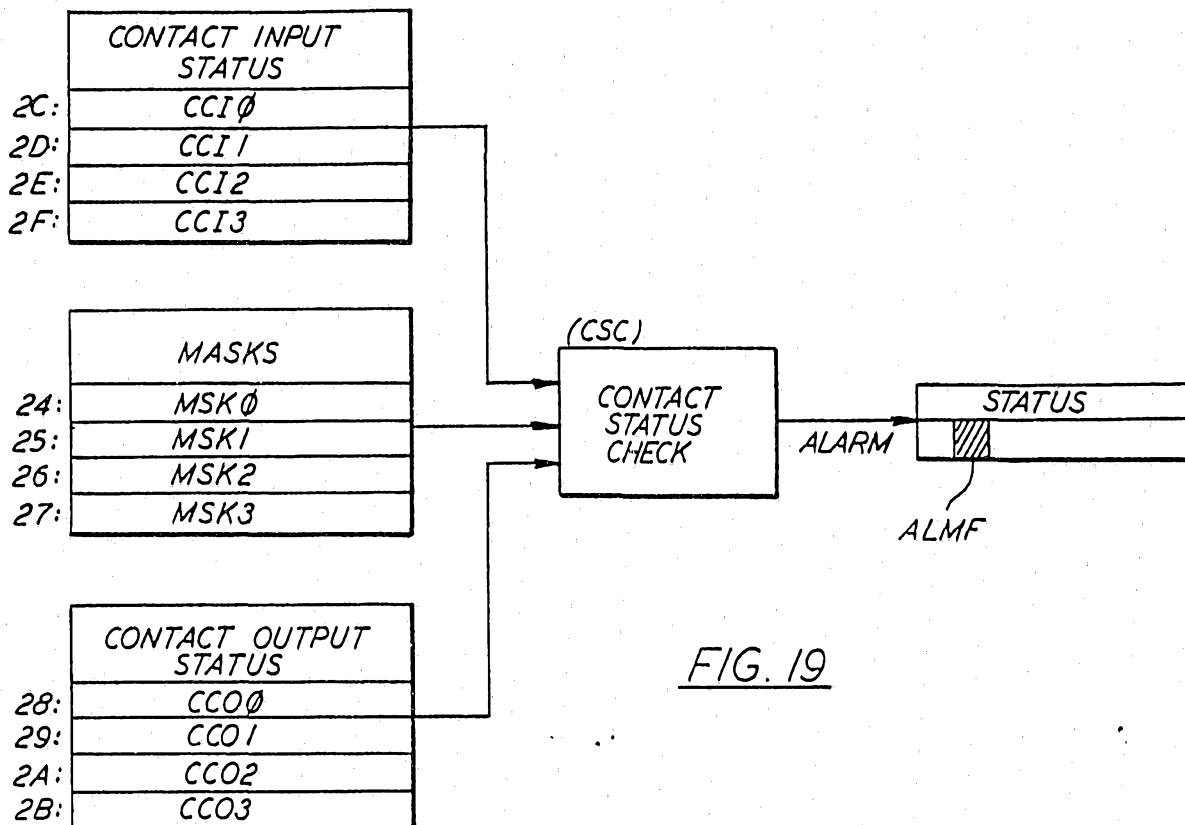 CONTACT INPUT
STATUS
2C: CCIØ
2D: CCI1
2E: CCI2
2F: CCI3
MASKS
24: MSKØ
25: MSK1
26: MSK2
27: MSK3
CONTACT OUTPUT
STATUS
28: CCOØ
29: CCO1
2A: CCO2
2B: CCO3
(CSC)
CONTACT
STATUS
CHECK
ALARM
STATUS
ALMF
FIG. 19